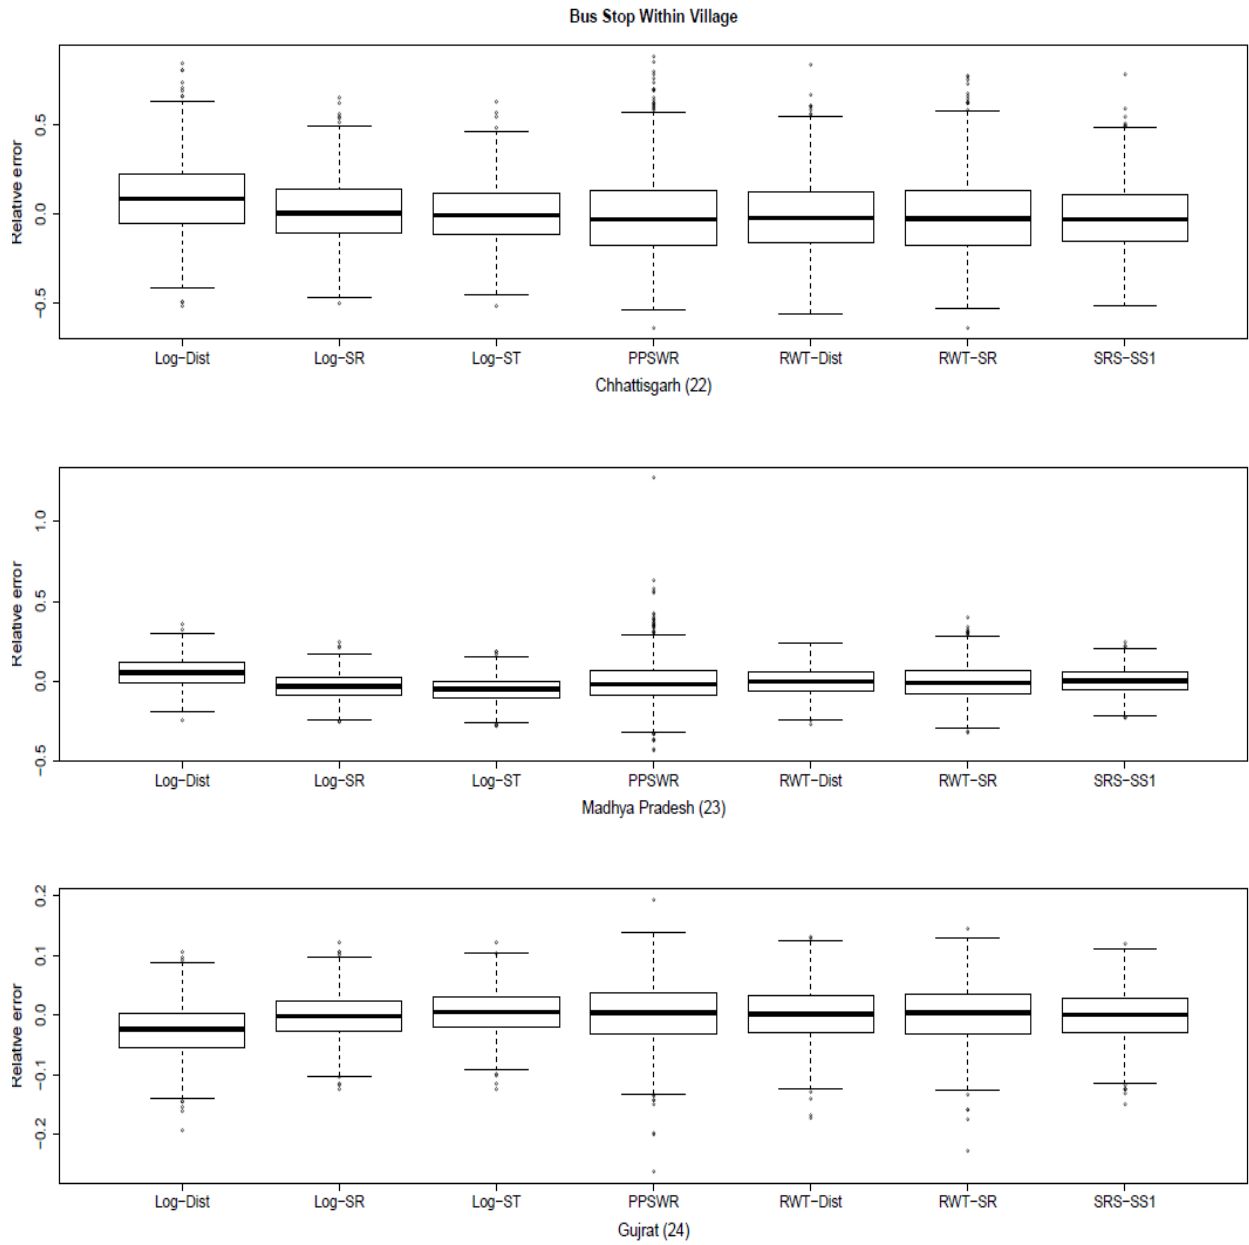 Bus Stop Within Village
Relative error
0.5
0.0
−0.5
Log−Dist Log−SR Log−ST PPSWR RWT−Dist RWT−SR SRS−SS1
Chhattisgarh (22)
Relative error
1.0
0.5
0.0
−0.5
Log−Dist Log−SR Log−ST PPSWR RWT−Dist RWT−SR SRS−SS1
Madhya Pradesh (23)
Relative error
0.2
0.1
0.0
−0.1
−0.2
Log−Dist Log−SR Log−ST PPSWR RWT−Dist RWT−SR SRS−SS1
Gujrat (24)